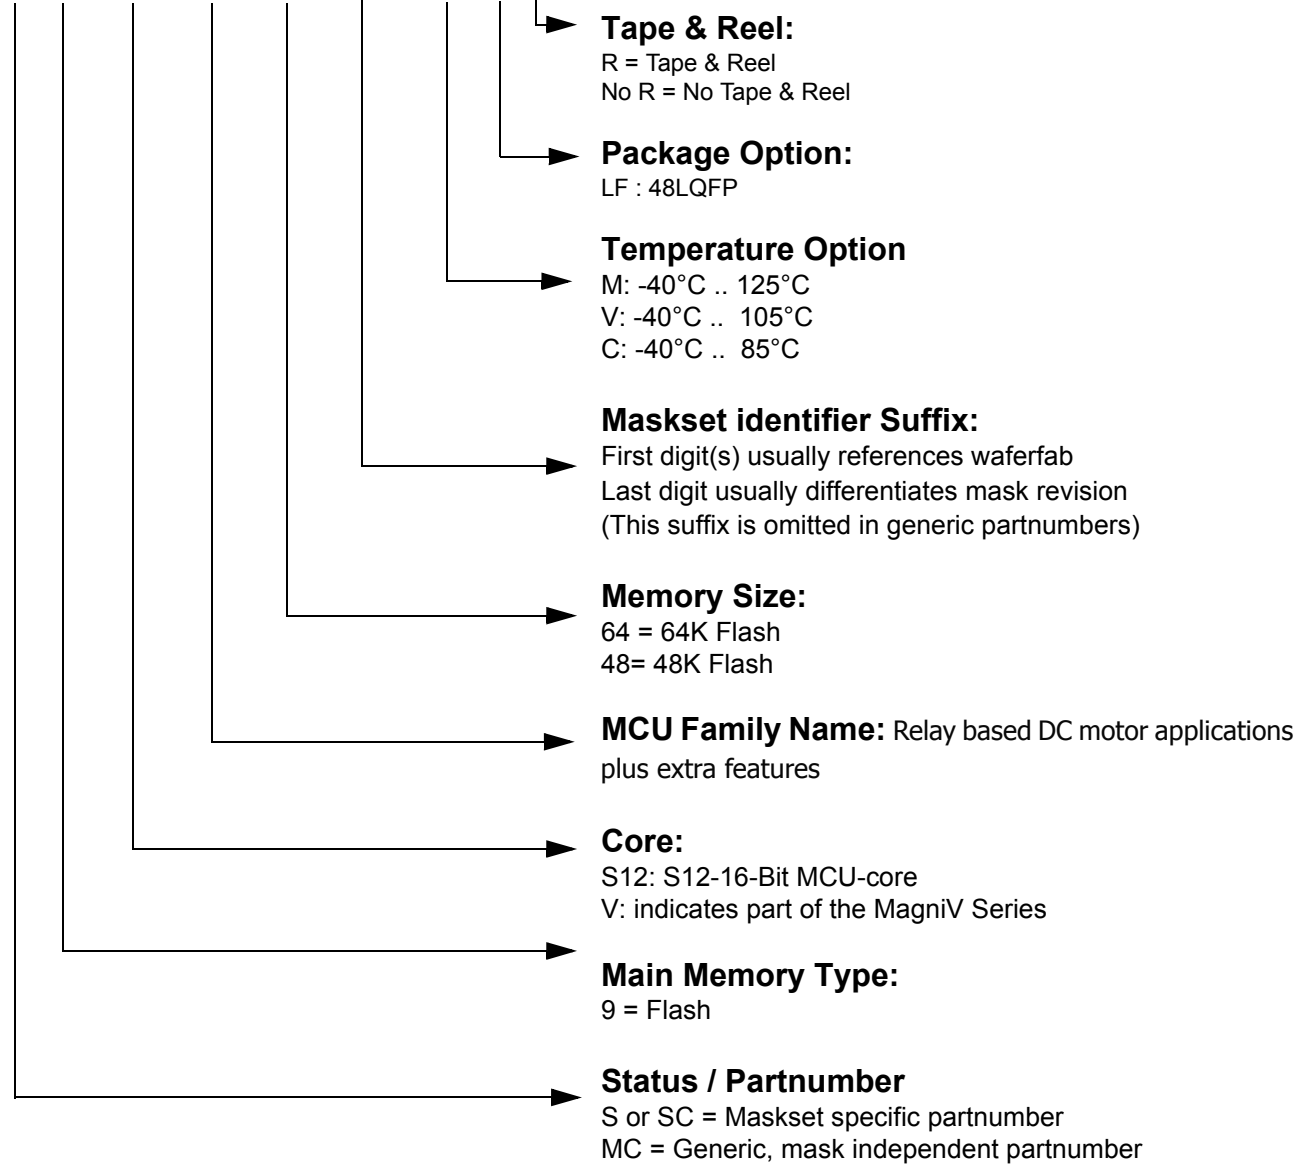 Tape & Reel:
R = Tape & Reel
No R = No Tape & Reel
Package Option:
LF : 48LQFP
Temperature Option
M: -40°C .. 125°C
V: -40°C .. 105°C
C: -40°C .. 85°C
Maskset identifier Suffix:
First digit(s) usually references waferfab
Last digit usually differentiates mask revision
(This suffix is omitted in generic partnumbers)
Memory Size:
64 = 64K Flash
48= 48K Flash
MCU Family Name: Relay based DC motor applications
plus extra features
Core:
S12: S12-16-Bit MCU-core
V: indicates part of the MagniV Series
Main Memory Type:
9 = Flash
Status / Partnumber
S or SC = Maskset specific partnumber
MC = Generic, mask independent partnumber